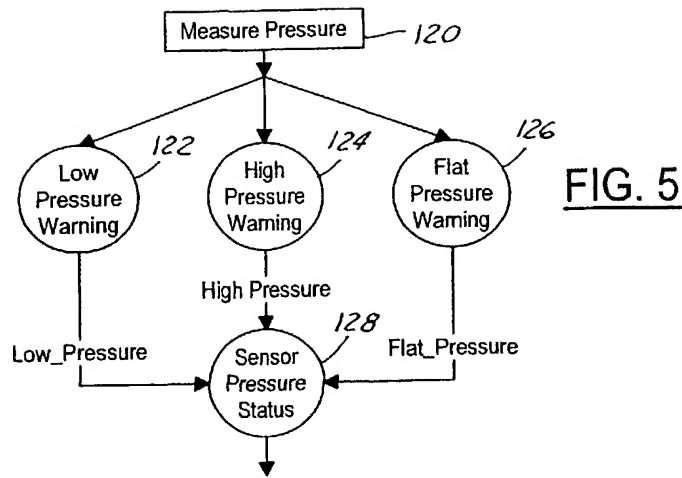 Measure Pressure
120
122
124
126
Low
Pressure
Warning
High
Pressure
Warning
Flat
Pressure
Warning
FIG. 5
High Pressure
Low_Pressure
Flat_Pressure
128
Sensor
Pressure
Status